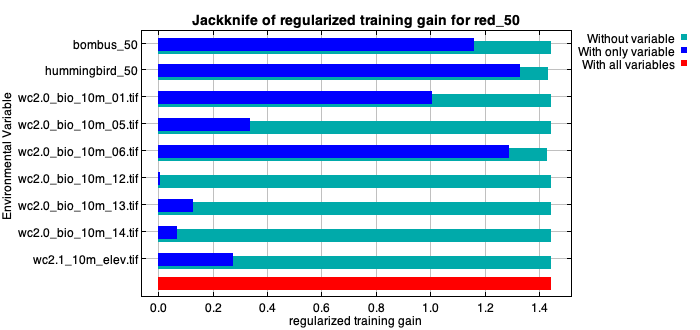 Jackknife of regularized training gain for red_50
Without variable
With only variable
With all variables
Environmental Variable
bombus_50
hummingbird_50
wc2.0_bio_10m_01.tif
wc2.0_bio_10m_05.tif
wc2.0_bio_10m_06.tif
wc2.0_bio_10m_12.tif
wc2.0_bio_10m_13.tif
wc2.0_bio_10m_14.tif
wc2.1_10m_elev.tif
0.0 0.2 0.4 0.6 0.8 1.0 1.2 1.4
regularized training gain